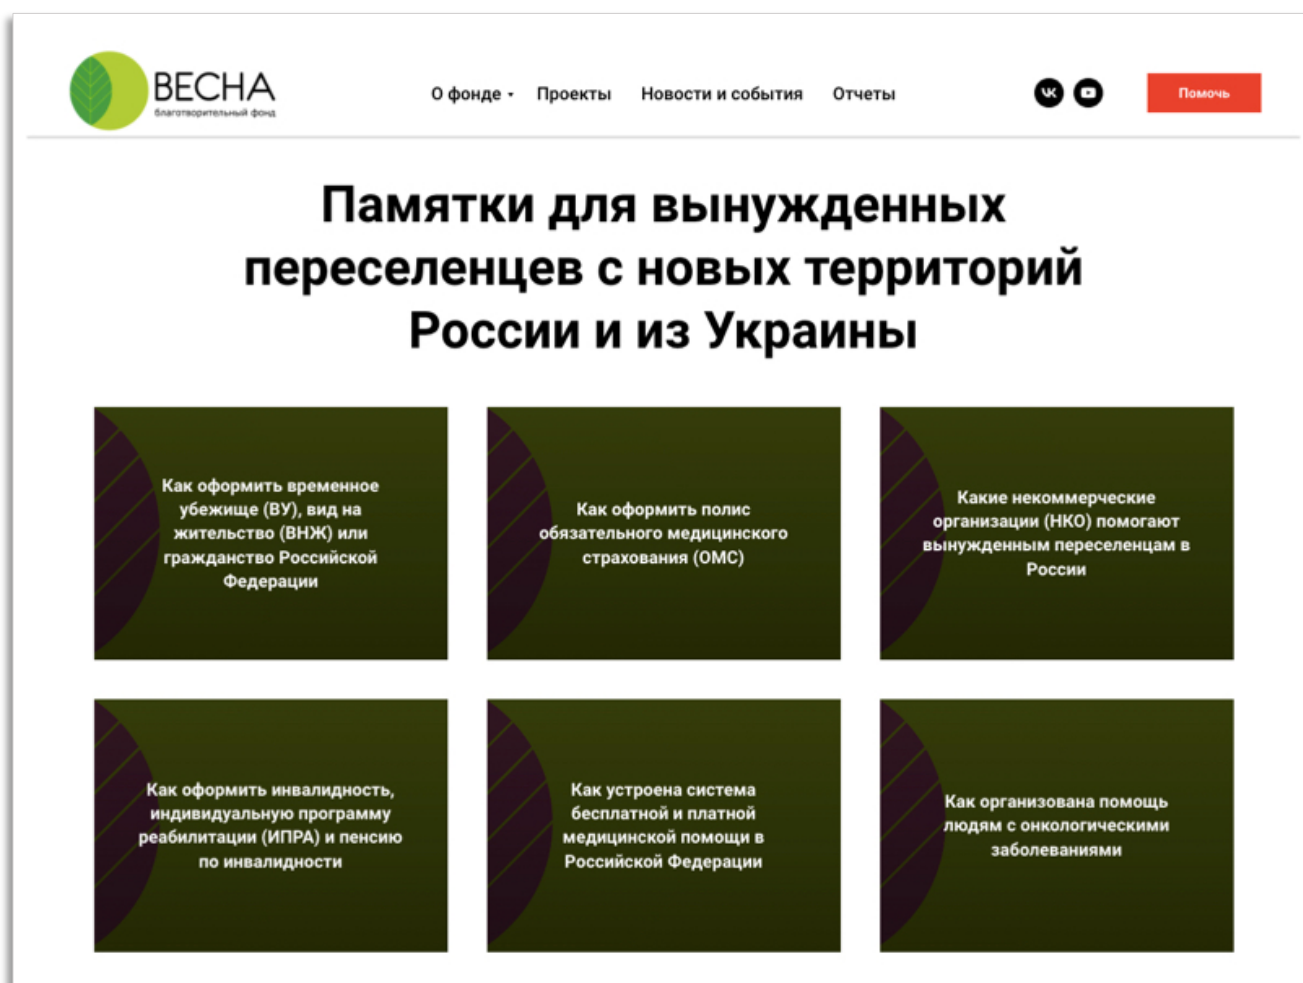 ВЕСНА
благотворительный фонд
О фонде
Проекты
Новости и события
Отчеты
Помочь
Памятки для вынужденных
переселенцев с новых территорий
России и из Украины
Как оформить временное
убежище (ВУ), вид на
жительство (ВНЖ) или
гражданство Российской
Федерации
Как оформить полис
обязательного медицинского
страхования (ОМС)
Какие некоммерческие
организации (НКО) помогают
вынужденным переселенцам в
России
Как оформить инвалидность,
индивидуальную программу
реабилитации (ИПРА) и пенсию
по инвалидности
Как устроена система
бесплатной и платной
медицинской помощи в
Российской Федерации
Как организована помощь
людям с онкологическими
заболеваниями